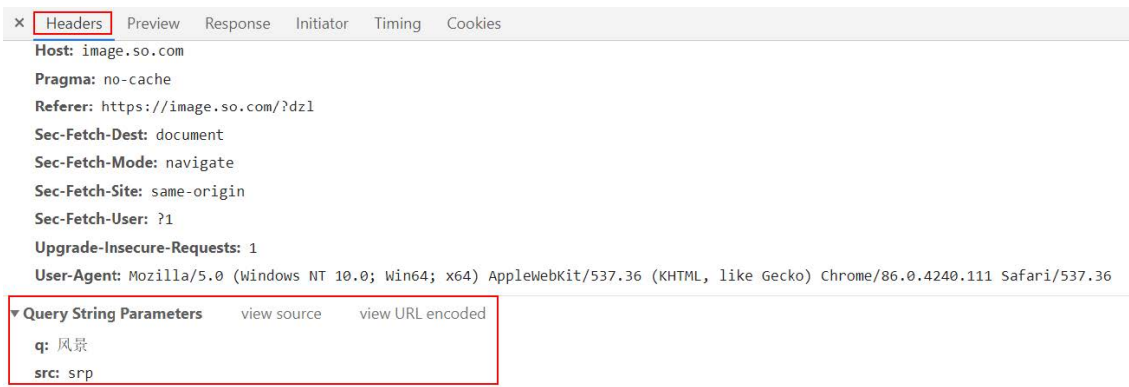 × Headers Preview Response Initiator Timing Cookies
Host: image.so.com
Pragma: no-cache
Referer: https://image.so.com/?dzl
Sec-Fetch-Dest: document
Sec-Fetch-Mode: navigate
Sec-Fetch-Site: same-origin
Sec-Fetch-User: ?1
Upgrade-Insecure-Requests: 1
User-Agent: Mozilla/5.0 (Windows NT 10.0; Win64; x64) AppleWebKit/537.36 (KHTML, like Gecko) Chrome/86.0.4240.111 Safari/537.36
▼Query String Parameters view source view URL encoded
q: 风景
src: srp